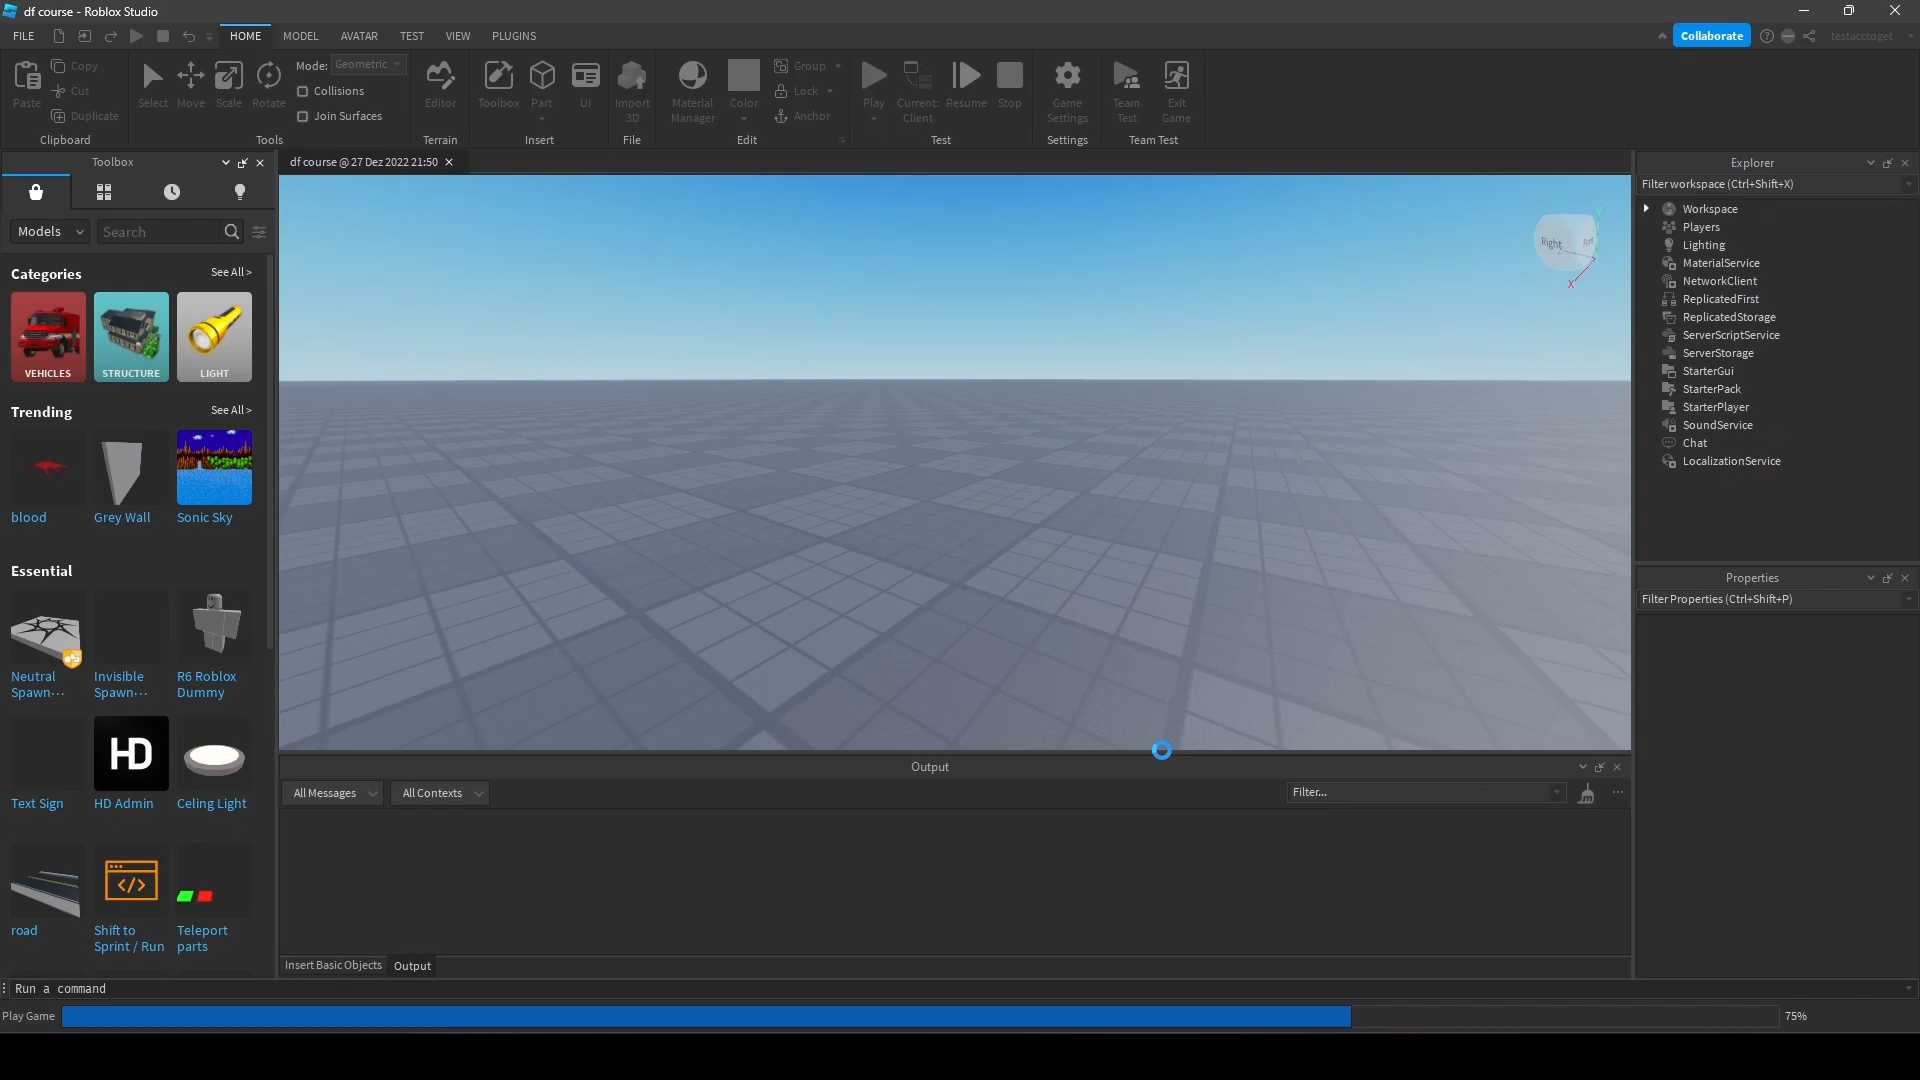 df course - Roblox Studio
FILE HOME MODEL AVATAR TEST VIEW PLUGINS Collaborate testacctoget
Paste Copy Cut Duplicate Clipboard
Select Move Scale Rotate Mode: Geometric Collisions Join Surfaces Tools
Editor Terrain
Toolbox Part UI Insert
Import 3D File
Material Manager Color Group Lock Anchor Edit
Play Current: Client Resume Stop Test
Game Settings Settings
Team Test Exit Game Team Test
Toolbox
Models Search
Categories See All >
VEHICLES STRUCTURE LIGHT
Trending See All >
blood Grey Wall Sonic Sky
Essential
Neutral Spawn... Invisible Spawn... R6 Roblox Dummy
HD
Text Sign HD Admin Celing Light
road Shift to Sprint / Run Teleport parts
df course @ 27 Dez 2022 21:50
Right
X
Output
All Messages All Contexts Filter...
Insert Basic Objects Output
Explorer
Filter workspace (Ctrl+Shift+X)
Workspace
Players
Lighting
MaterialService
NetworkClient
ReplicatedFirst
ReplicatedStorage
ServerScriptService
ServerStorage
StarterGui
StarterPack
StarterPlayer
SoundService
Chat
LocalizationService
Properties
Filter Properties (Ctrl+Shift+P)
Run a command
Play Game 75%